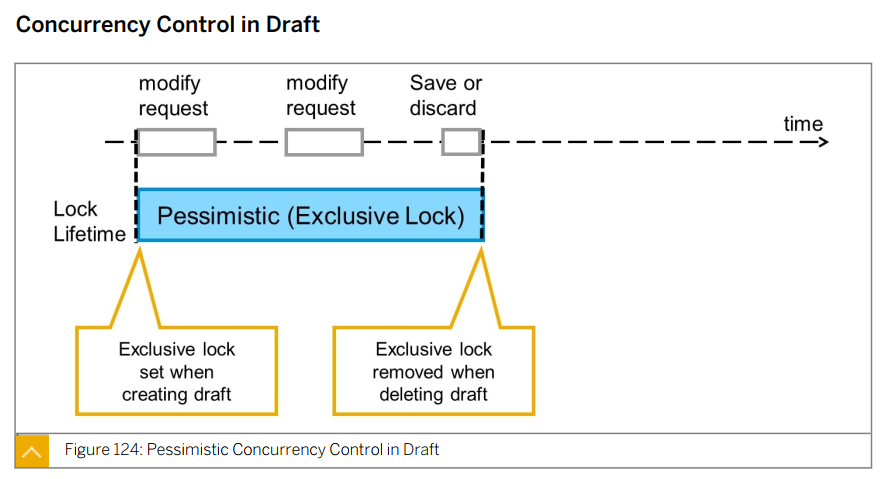 Concurrency Control in Draft
modify
request
modify
request
Save or
discard
time
Lock
Lifetime
Pessimistic (Exclusive Lock)
Exclusive lock
set when
creating draft
Exclusive lock
removed when
deleting draft
Figure 124: Pessimistic Concurrency Control in Draft